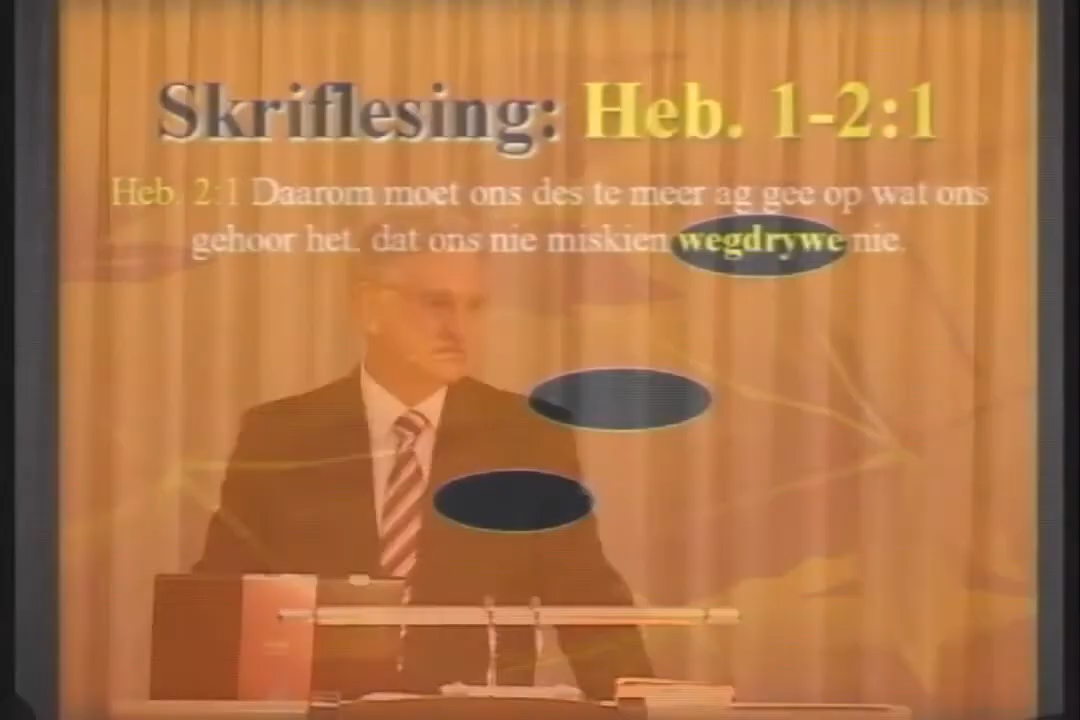 Skriflesing: Heb. 1-2:1
Heb. 2:1 Daarom moet ons des te meer ag gee op wat ons
gehoor het. dat ons nie miskien wegdrywe nie.